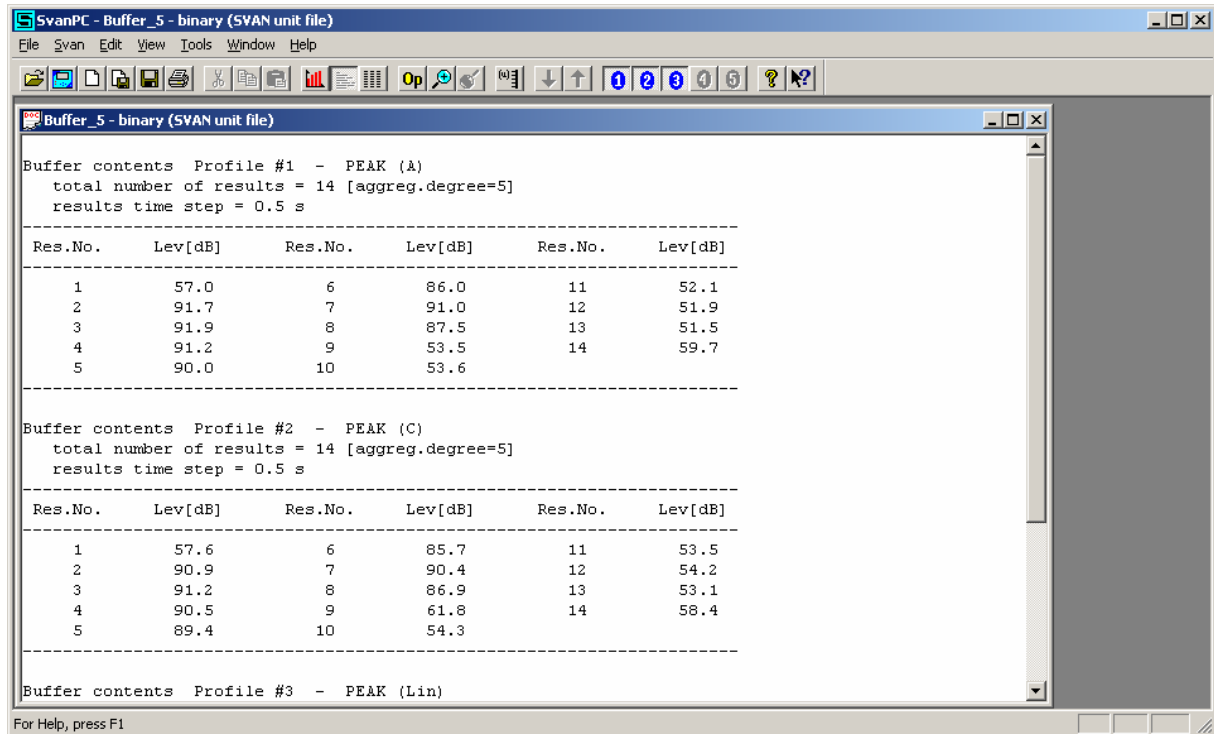 SvanPC - Buffer_5 - binary (SVAN unit file)
File Svan Edit View Tools Window Help
Op 1 2 3 4 5
Buffer_5 - binary (SVAN unit file)
Buffer contents Profile #1 - PEAK (A)
total number of results = 14 [aggreg.degree=5]
results time step = 0.5 s
Res.No. Lev[dB] Res.No. Lev[dB] Res.No. Lev[dB]
1 57.0 6 86.0 11 52.1
2 91.7 7 91.0 12 51.9
3 91.9 8 87.5 13 51.5
4 91.2 9 53.5 14 59.7
5 90.0 10 53.6
Buffer contents Profile #2 - PEAK (C)
total number of results = 14 [aggreg.degree=5]
results time step = 0.5 s
Res.No. Lev[dB] Res.No. Lev[dB] Res.No. Lev[dB]
1 57.6 6 85.7 11 53.5
2 90.9 7 90.4 12 54.2
3 91.2 8 86.9 13 53.1
4 90.5 9 61.8 14 58.4
5 89.4 10 54.3
Buffer contents Profile #3 - PEAK (Lin)
For Help, press F1